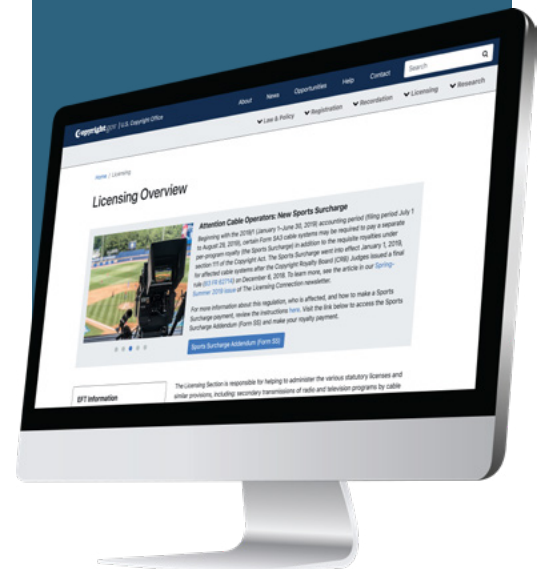 Search
About News Opportunities Help Contact
Copyright.gov | U.S. Copyright Office
Law & Policy Registration Recordation Licensing Research
Home / Licensing
Licensing Overview
Attention Cable Operators: New Sports Surcharge
Beginning with the 2019/1 (January 1-June 30, 2019) accounting period (filing period July 1
to August 29, 2019), certain Form SA3 cable systems may be required to pay a separate
per-program royalty (the Sports Surcharge) in addition to the requisite royalties under
section 111 of the Copyright Act. The Sports Surcharge went into effect January 1, 2019,
for affected cable systems after the Copyright Royalty Board (CRB) Judges issued a final
rule (83 FR 62714) on December 6, 2018. To learn more, see the article in our Spring-
Summer 2019 issue of The Licensing Connection newsletter.
For more information about this regulation, who is affected, and how to make a Sports
Surcharge payment, review the instructions here. Visit the link below to access the Sports
Surcharge Addendum (Form SS) and make your royalty payment.
Sports Surcharge Addendum (Form SS)
EFT Information
The Licensing Section is responsible for helping to administer the various statutory licenses and
similar provisions, including: secondary transmissions of radio and television programs by cable